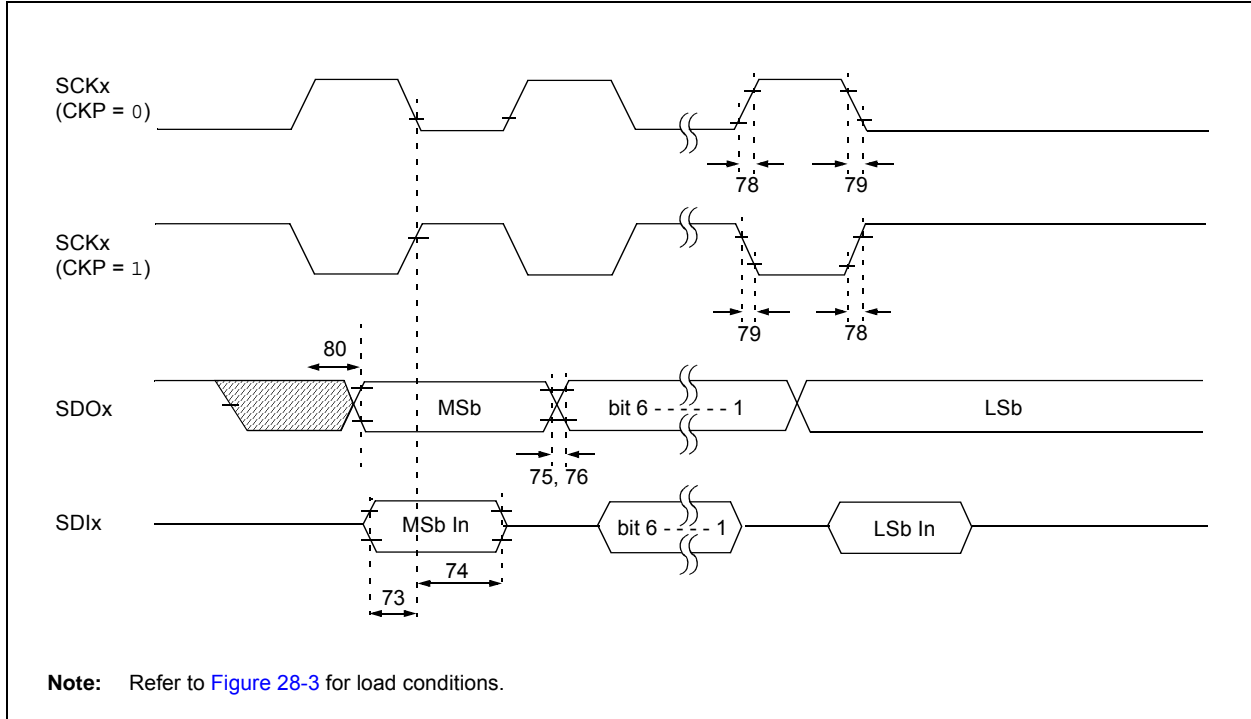 SCKx
(CKP = 0)
78
79
SCKx
(CKP = 1)
79
78
80
SDOx
MSb
bit 6 - - - - - - 1
LSb
75, 76
SDIx
MSb In
bit 6 - - - - 1
LSb In
74
73
Note: Refer to Figure 28-3 for load conditions.